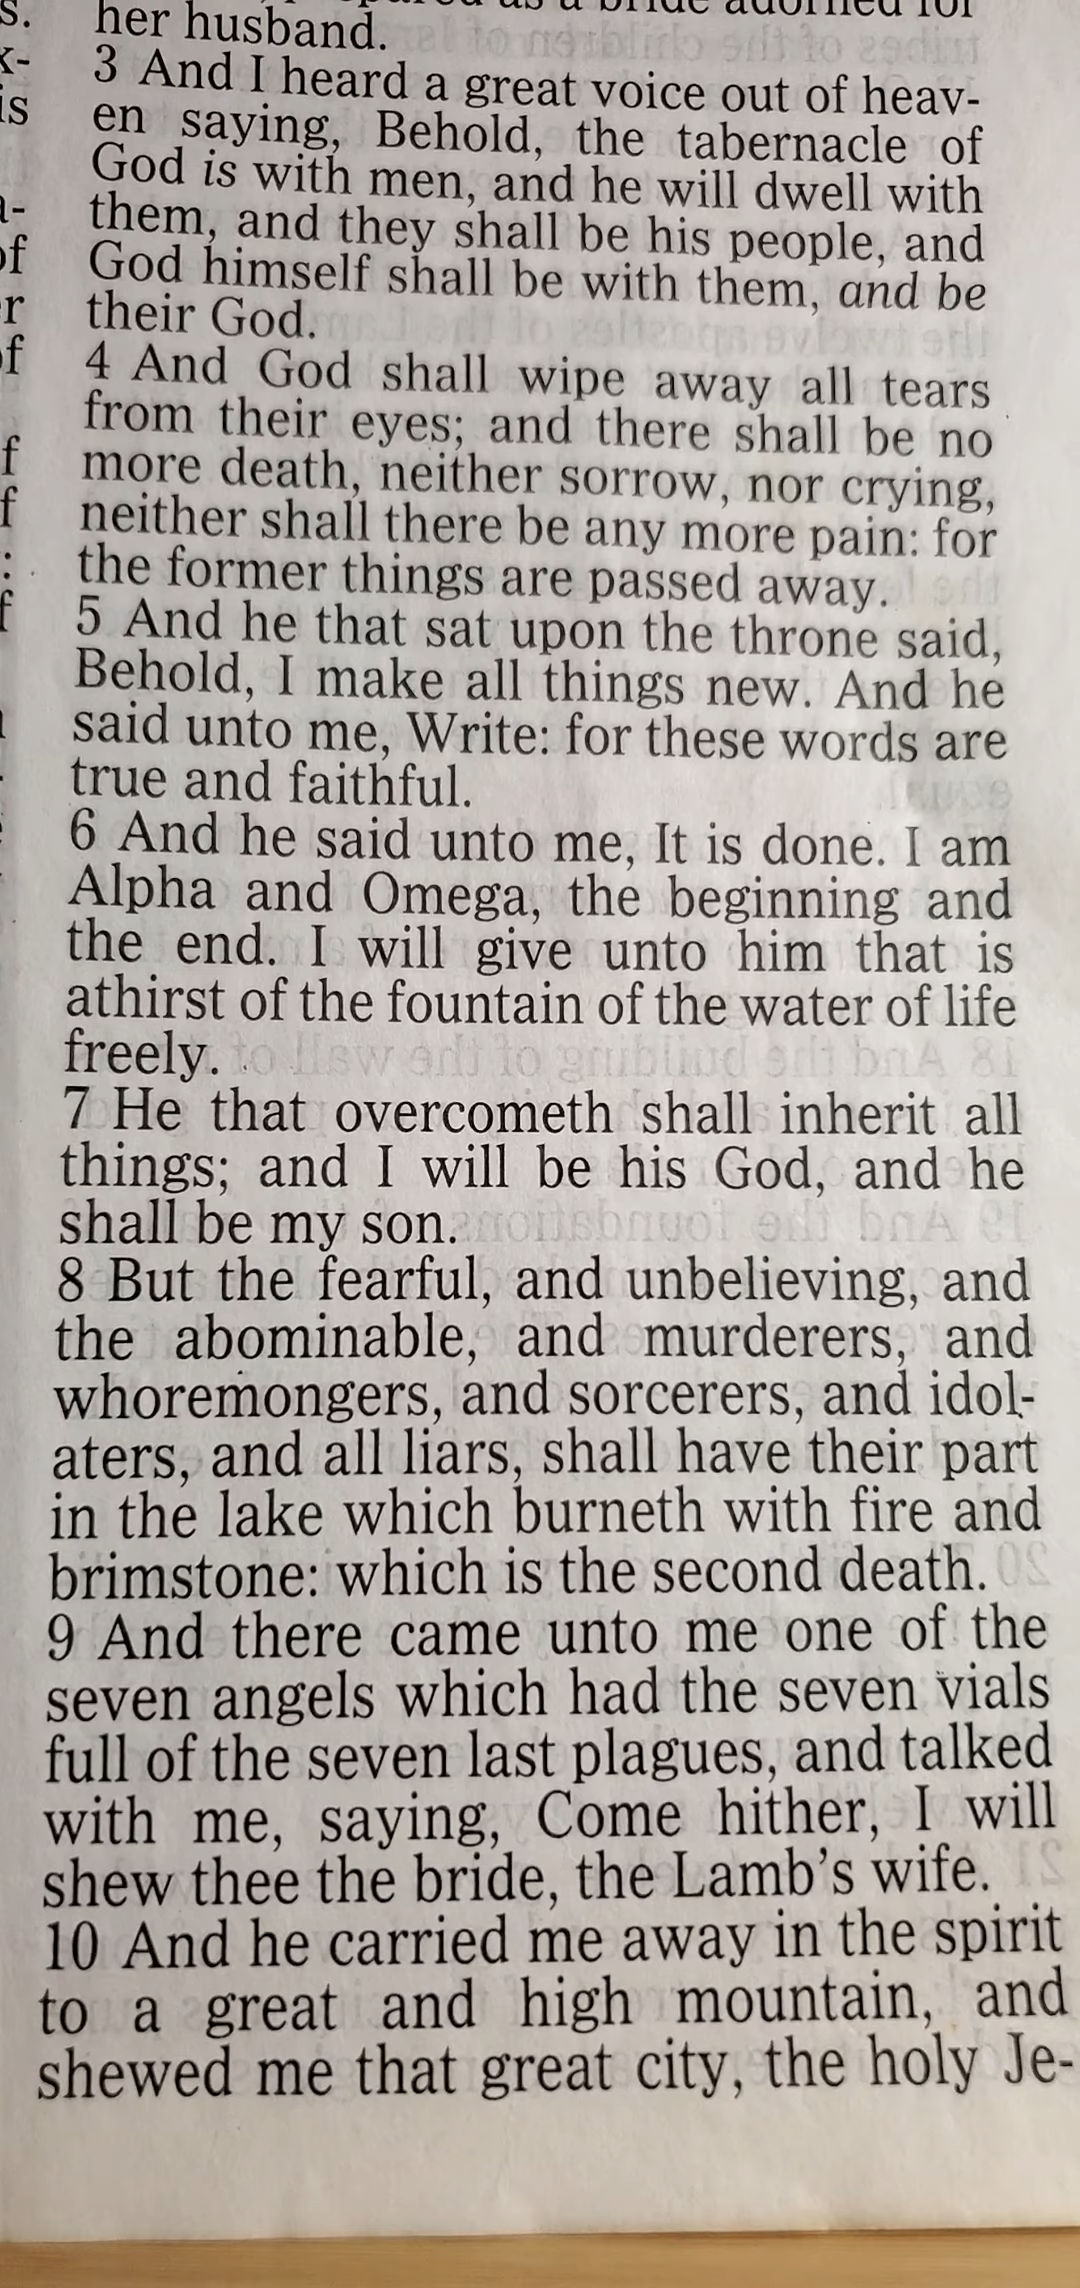 as a bride adorned for
her husband.
3 And I heard a great voice out of heav-
en saying, Behold, the tabernacle of
God is with men, and he will dwell with
them, and they shall be his people, and
God himself shall be with them, and be
their God.
4 And God shall wipe away all tears
from their eyes; and there shall be no
more death, neither sorrow, nor crying,
neither shall there be any more pain: for
the former things are passed away.
5 And he that sat upon the throne said,
Behold, I make all things new. And he
said unto me, Write: for these words are
true and faithful.
6 And he said unto me, It is done. I am
Alpha and Omega, the beginning and
the end. I will give unto him that is
athirst of the fountain of the water of life
freely.
7 He that overcometh shall inherit all
things; and I will be his God, and he
shall be my son.
8 But the fearful, and unbelieving, and
the abominable, and murderers, and
whoremongers, and sorcerers, and idol-
aters, and all liars, shall have their part
in the lake which burneth with fire and
brimstone: which is the second death.
9 And there came unto me one of the
seven angels which had the seven vials
full of the seven last plagues, and talked
with me, saying, Come hither, I will
shew thee the bride, the Lamb's wife.
10 And he carried me away in the spirit
to a great and high mountain, and
shewed me that great city, the holy Je-